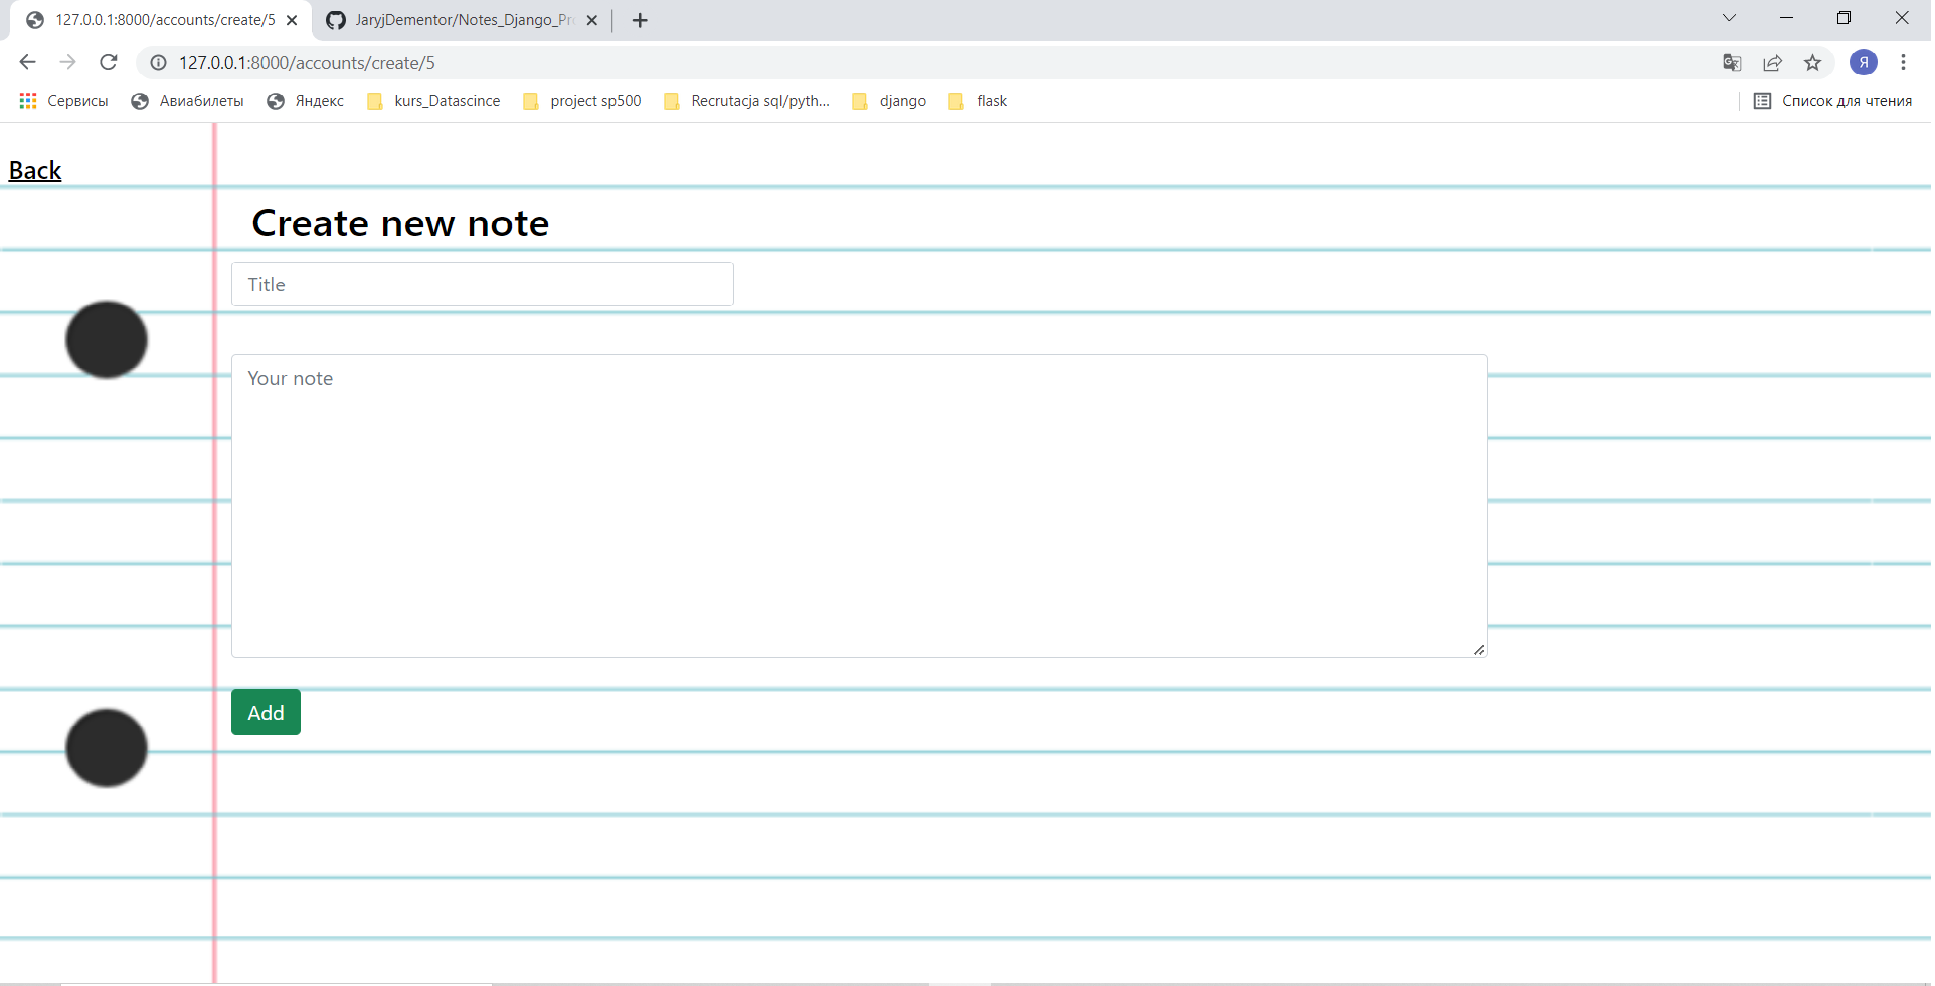 127.0.0.1:8000/accounts/create/5
JaryjDementor/Notes_Django_Pr
127.0.0.1:8000/accounts/create/5
Я
Сервисы Авиабилеты Яндекс kurs_Datascince project sp500 Recrutacja sql/pyth... django flask Список для чтения
Back
Create new note
Title
Your note
Add